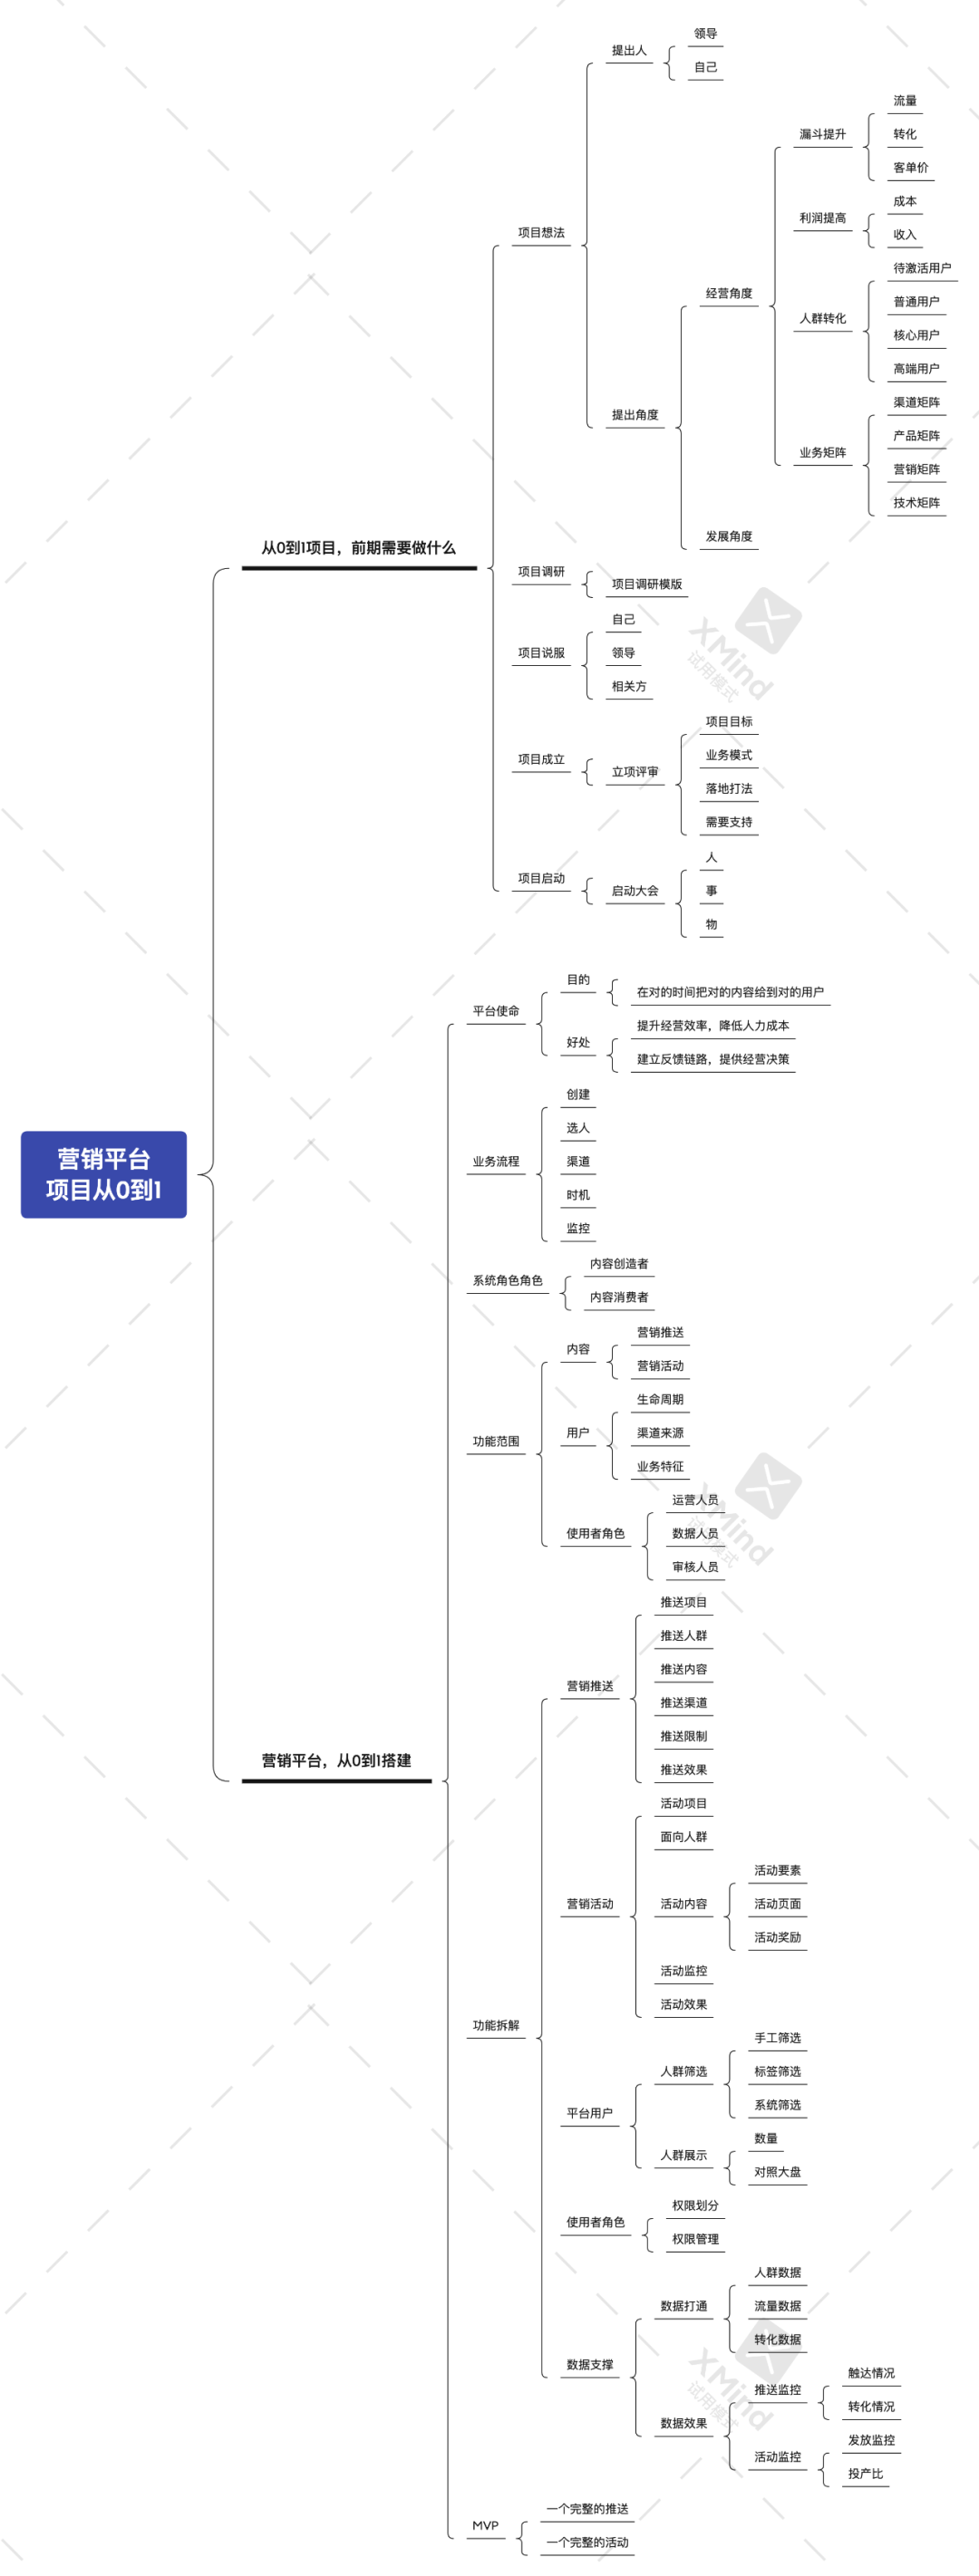 营销平台
项目从0到1
从0到1项目，前期需要做什么
项目想法
提出人
领导
自己
提出角度
经营角度
漏斗提升
流量
转化
客单价
利润提高
成本
收入
人群转化
待激活用户
普通用户
核心用户
高端用户
业务矩阵
渠道矩阵
产品矩阵
营销矩阵
技术矩阵
发展角度
项目调研
项目调研模版
项目说服
自己
领导
相关方
项目成立
立项评审
项目目标
业务模式
落地打法
需要支持
项目启动
启动大会
人
事
物
营销平台，从0到1搭建
平台使命
目的
在对的时间把对的内容给到对的用户
好处
提升经营效率，降低人力成本
建立反馈链路，提供经营决策
业务流程
创建
选人
渠道
时机
监控
系统角色角色
内容创造者
内容消费者
功能范围
内容
营销推送
营销活动
用户
生命周期
渠道来源
业务特征
使用者角色
运营人员
数据人员
审核人员
功能拆解
营销推送
推送项目
推送人群
推送内容
推送渠道
推送限制
推送效果
营销活动
活动项目
面向人群
活动内容
活动要素
活动页面
活动奖励
活动监控
活动效果
平台用户
人群筛选
手工筛选
标签筛选
系统筛选
人群展示
数量
对照大盘
使用者角色
权限划分
权限管理
数据支撑
数据打通
人群数据
流量数据
转化数据
数据效果
推送监控
触达情况
转化情况
活动监控
发放监控
投产比
MVP
一个完整的推送
一个完整的活动
XMind
试用模式
XMind
试用模式
XMind
试用模式